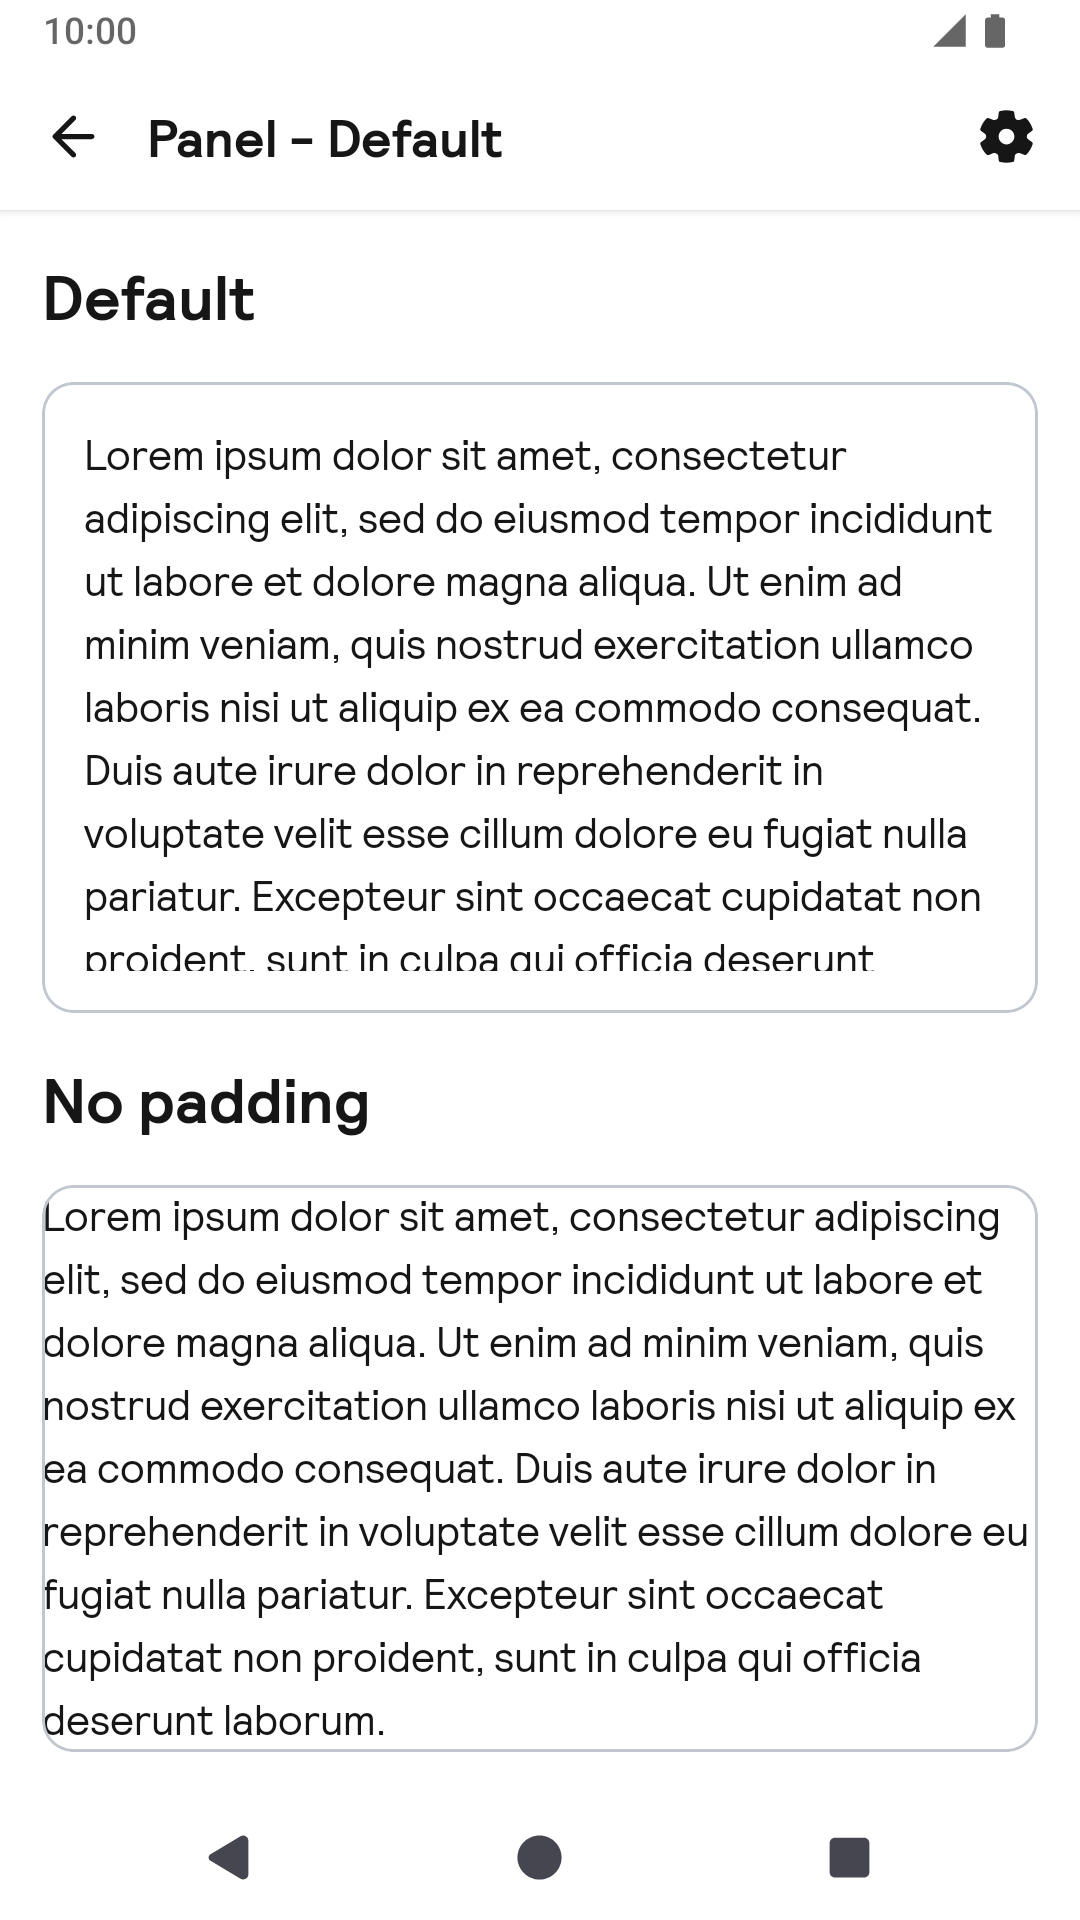 10:00
Panel - Default
Default
Lorem ipsum dolor sit amet, consectetur
adipiscing elit, sed do eiusmod tempor incididunt
ut labore et dolore magna aliqua. Ut enim ad
minim veniam, quis nostrud exercitation ullamco
laboris nisi ut aliquip ex ea commodo consequat.
Duis aute irure dolor in reprehenderit in
voluptate velit esse cillum dolore eu fugiat nulla
pariatur. Excepteur sint occaecat cupidatat non
proident, sunt in culpa qui officia deserunt
No padding
Lorem ipsum dolor sit amet, consectetur adipiscing
elit, sed do eiusmod tempor incididunt ut labore et
dolore magna aliqua. Ut enim ad minim veniam, quis
nostrud exercitation ullamco laboris nisi ut aliquip ex
ea commodo consequat. Duis aute irure dolor in
reprehenderit in voluptate velit esse cillum dolore eu
fugiat nulla pariatur. Excepteur sint occaecat
cupidatat non proident, sunt in culpa qui officia
deserunt laborum.